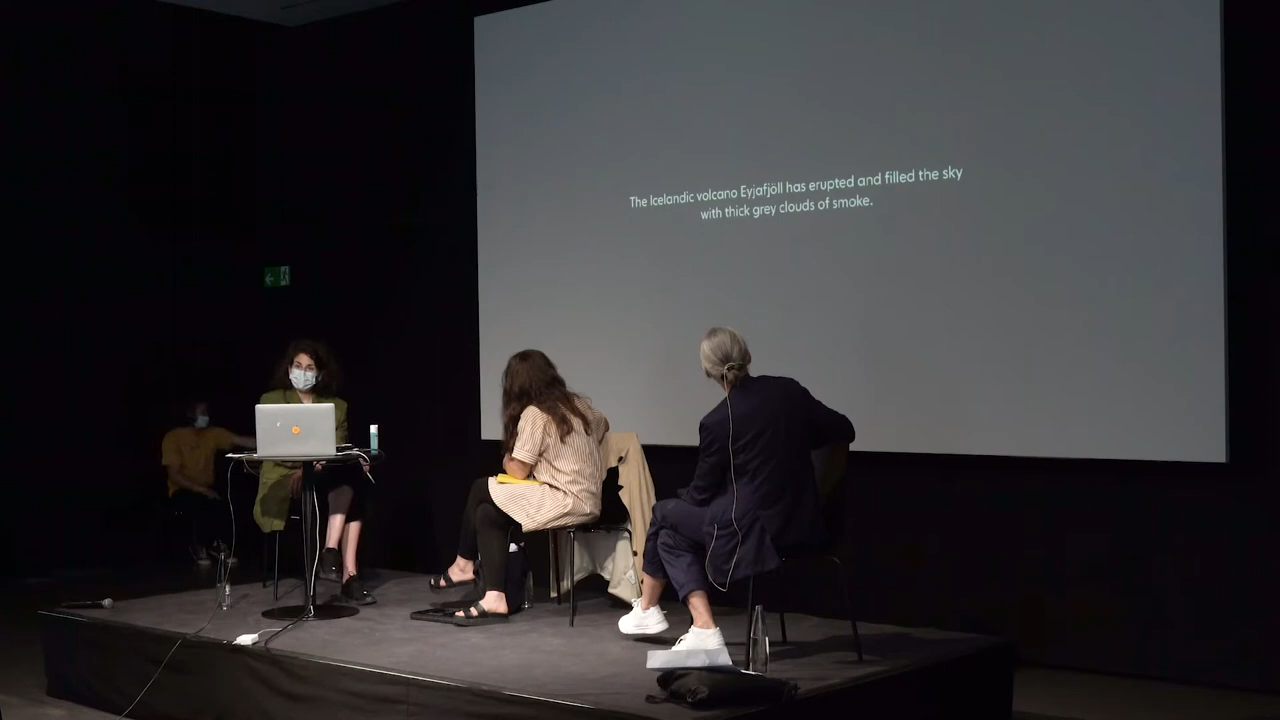 The Icelandic volcano Eyjafjöll has erupted and filled the sky
with thick grey clouds of smoke.